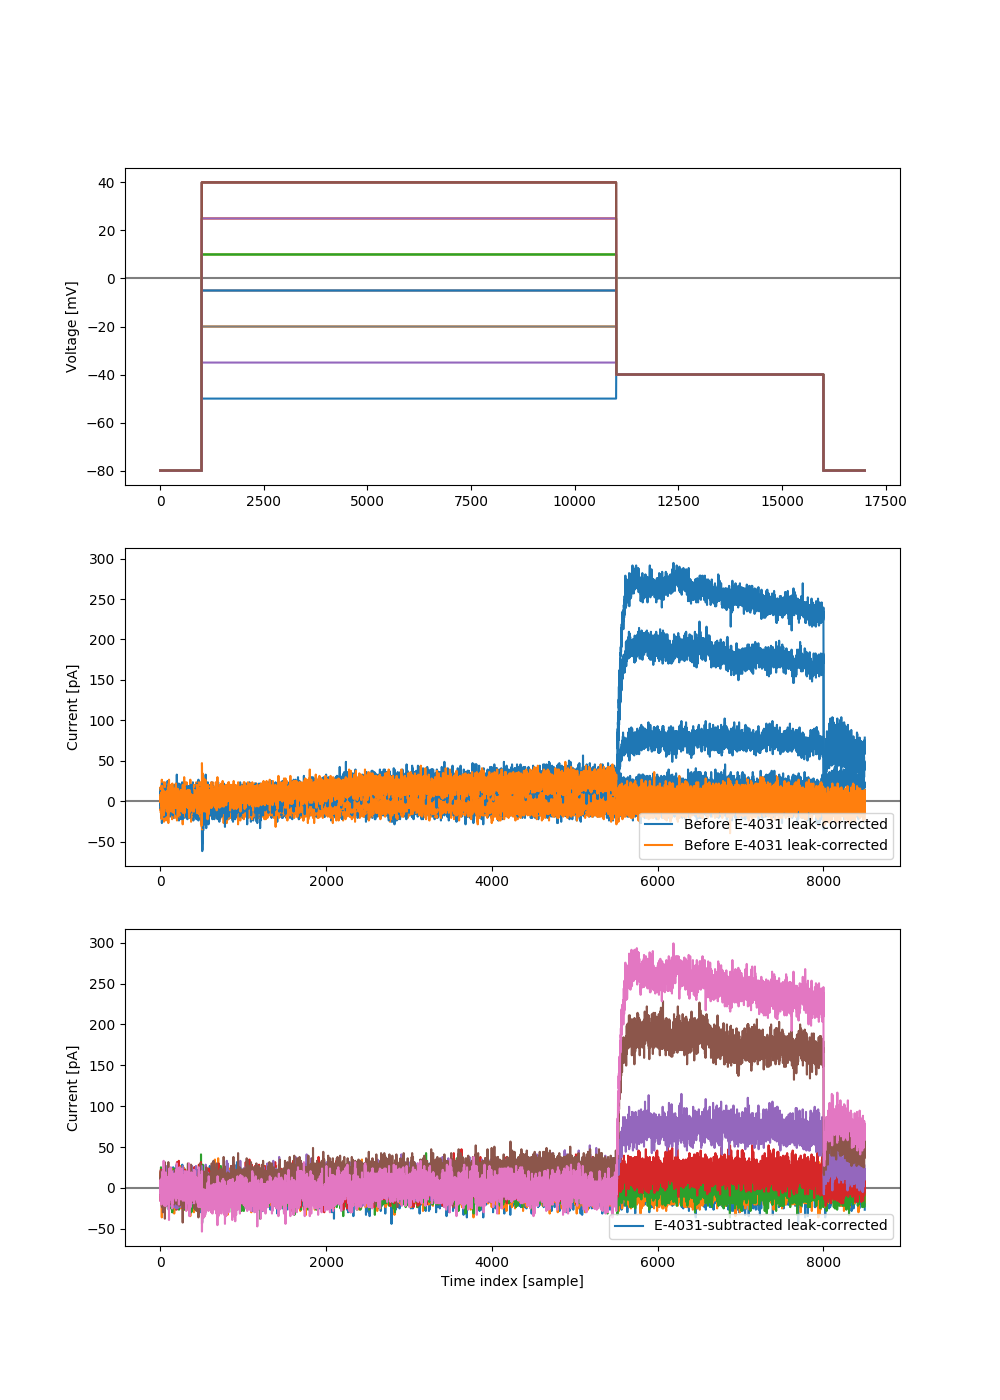 40
20
0
−20
−40
−60
−80
Voltage [mV]
0 2500 5000 7500 10000 12500 15000 17500
300
250
200
150
100
50
0
−50
Current [pA]
Before E-4031 leak-corrected
Before E-4031 leak-corrected
0 2000 4000 6000 8000
300
250
200
150
100
50
0
−50
Current [pA]
E-4031-subtracted leak-corrected
0 2000 4000 6000 8000
Time index [sample]